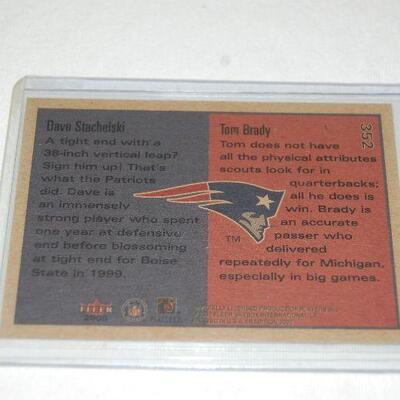 Dave Stachelski
A tight end with a
38-inch vertical leap?
Sign him up! That's
what the Patriots
did. Dave is
an immensely
strong player who spent
one year at defensive
end before blossoming
at tight end for Boise
State in 1999.
Tom Brady
352
Tom does not have
all the physical attributes
scouts look for in
quarterbacks;
all he does is
win. Brady is
an accurate
passer who
delivered
repeatedly for Michigan,
especially in big games.
TM
FLEER
2000